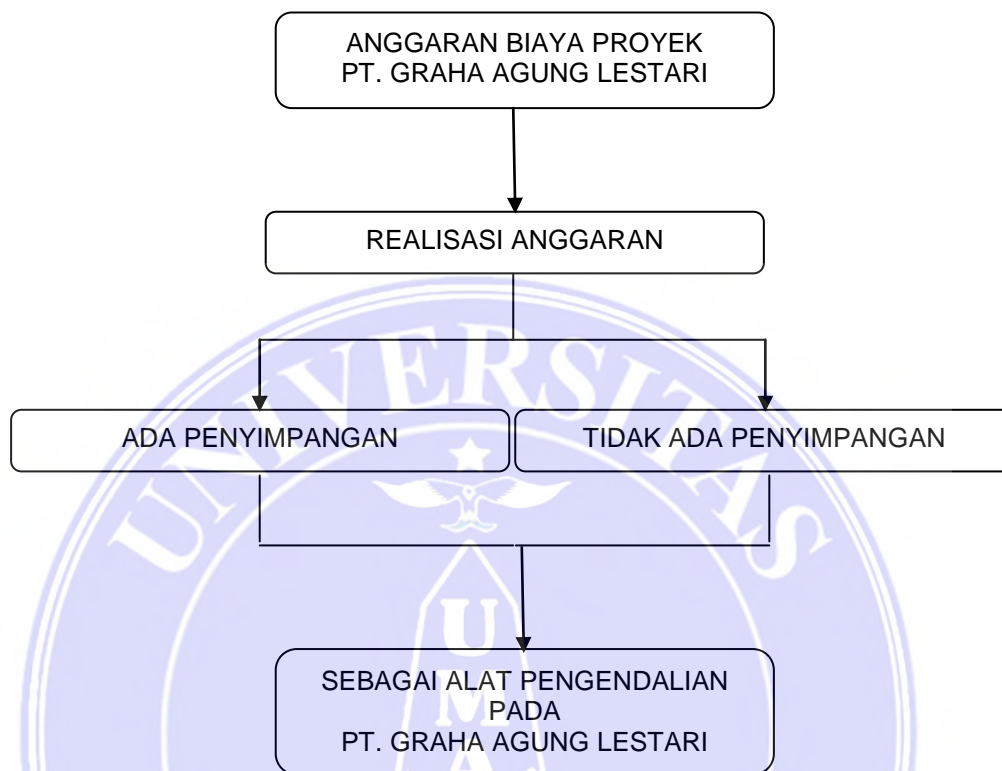 ANGGARAN BIAYA PROYEK
PT. GRAHA AGUNG LESTARI
REALISASI ANGGARAN
ADA PENYIMPANGAN
TIDAK ADA PENYIMPANGAN
SEBAGAI ALAT PENGENDALIAN
PADA
PT. GRAHA AGUNG LESTARI
UNIVERSITAS
U
M
A